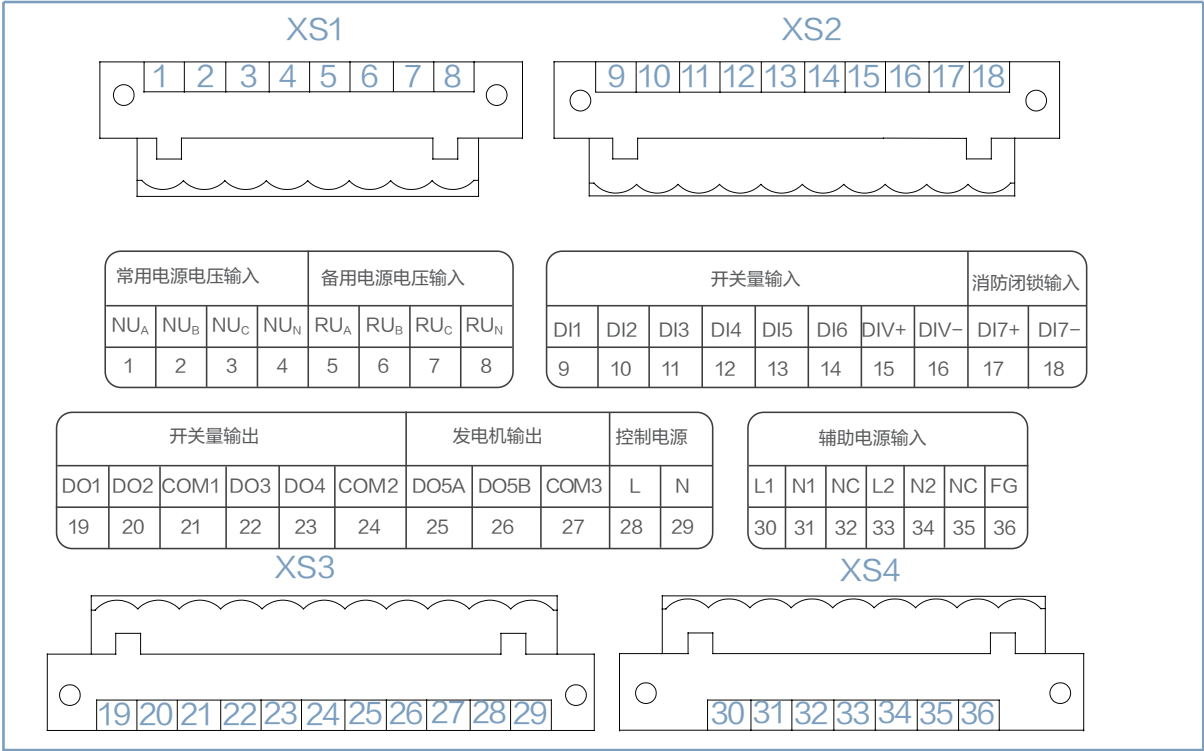 XS1
XS2
1 2 3 4 5 6 7 8
9 10 11 12 13 14 15 16 17 18
常用电源电压输入 备用电源电压输入
NUA NUB NUC NUN RUA RUB RUC RUN
1 2 3 4 5 6 7 8
开关量输入 消防闭锁输入
DI1 DI2 DI3 DI4 DI5 DI6 DIV+ DIV− DI7+ DI7−
9 10 11 12 13 14 15 16 17 18
开关量输出 发电机输出 控制电源
DO1 DO2 COM1 DO3 DO4 COM2 DO5A DO5B COM3 L N
19 20 21 22 23 24 25 26 27 28 29
辅助电源输入
L1 N1 NC L2 N2 NC FG
30 31 32 33 34 35 36
XS3
XS4
19 20 21 22 23 24 25 26 27 28 29
30 31 32 33 34 35 36